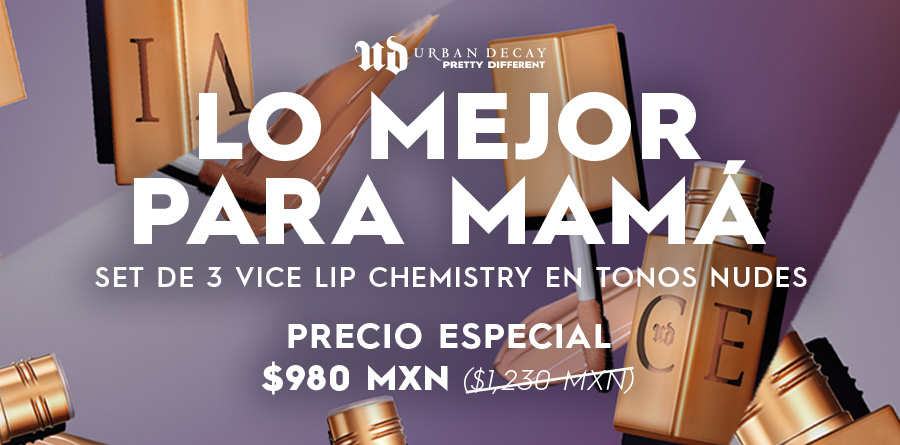 I A
ud URBAN DECAY
PRETTY DIFFERENT
LO MEJOR
PARA MAMÁ
SET DE 3 VICE LIP CHEMISTRY EN TONOS NUDES
PRECIO ESPECIAL
$980 MXN ($1,230 MXN)
C ud E